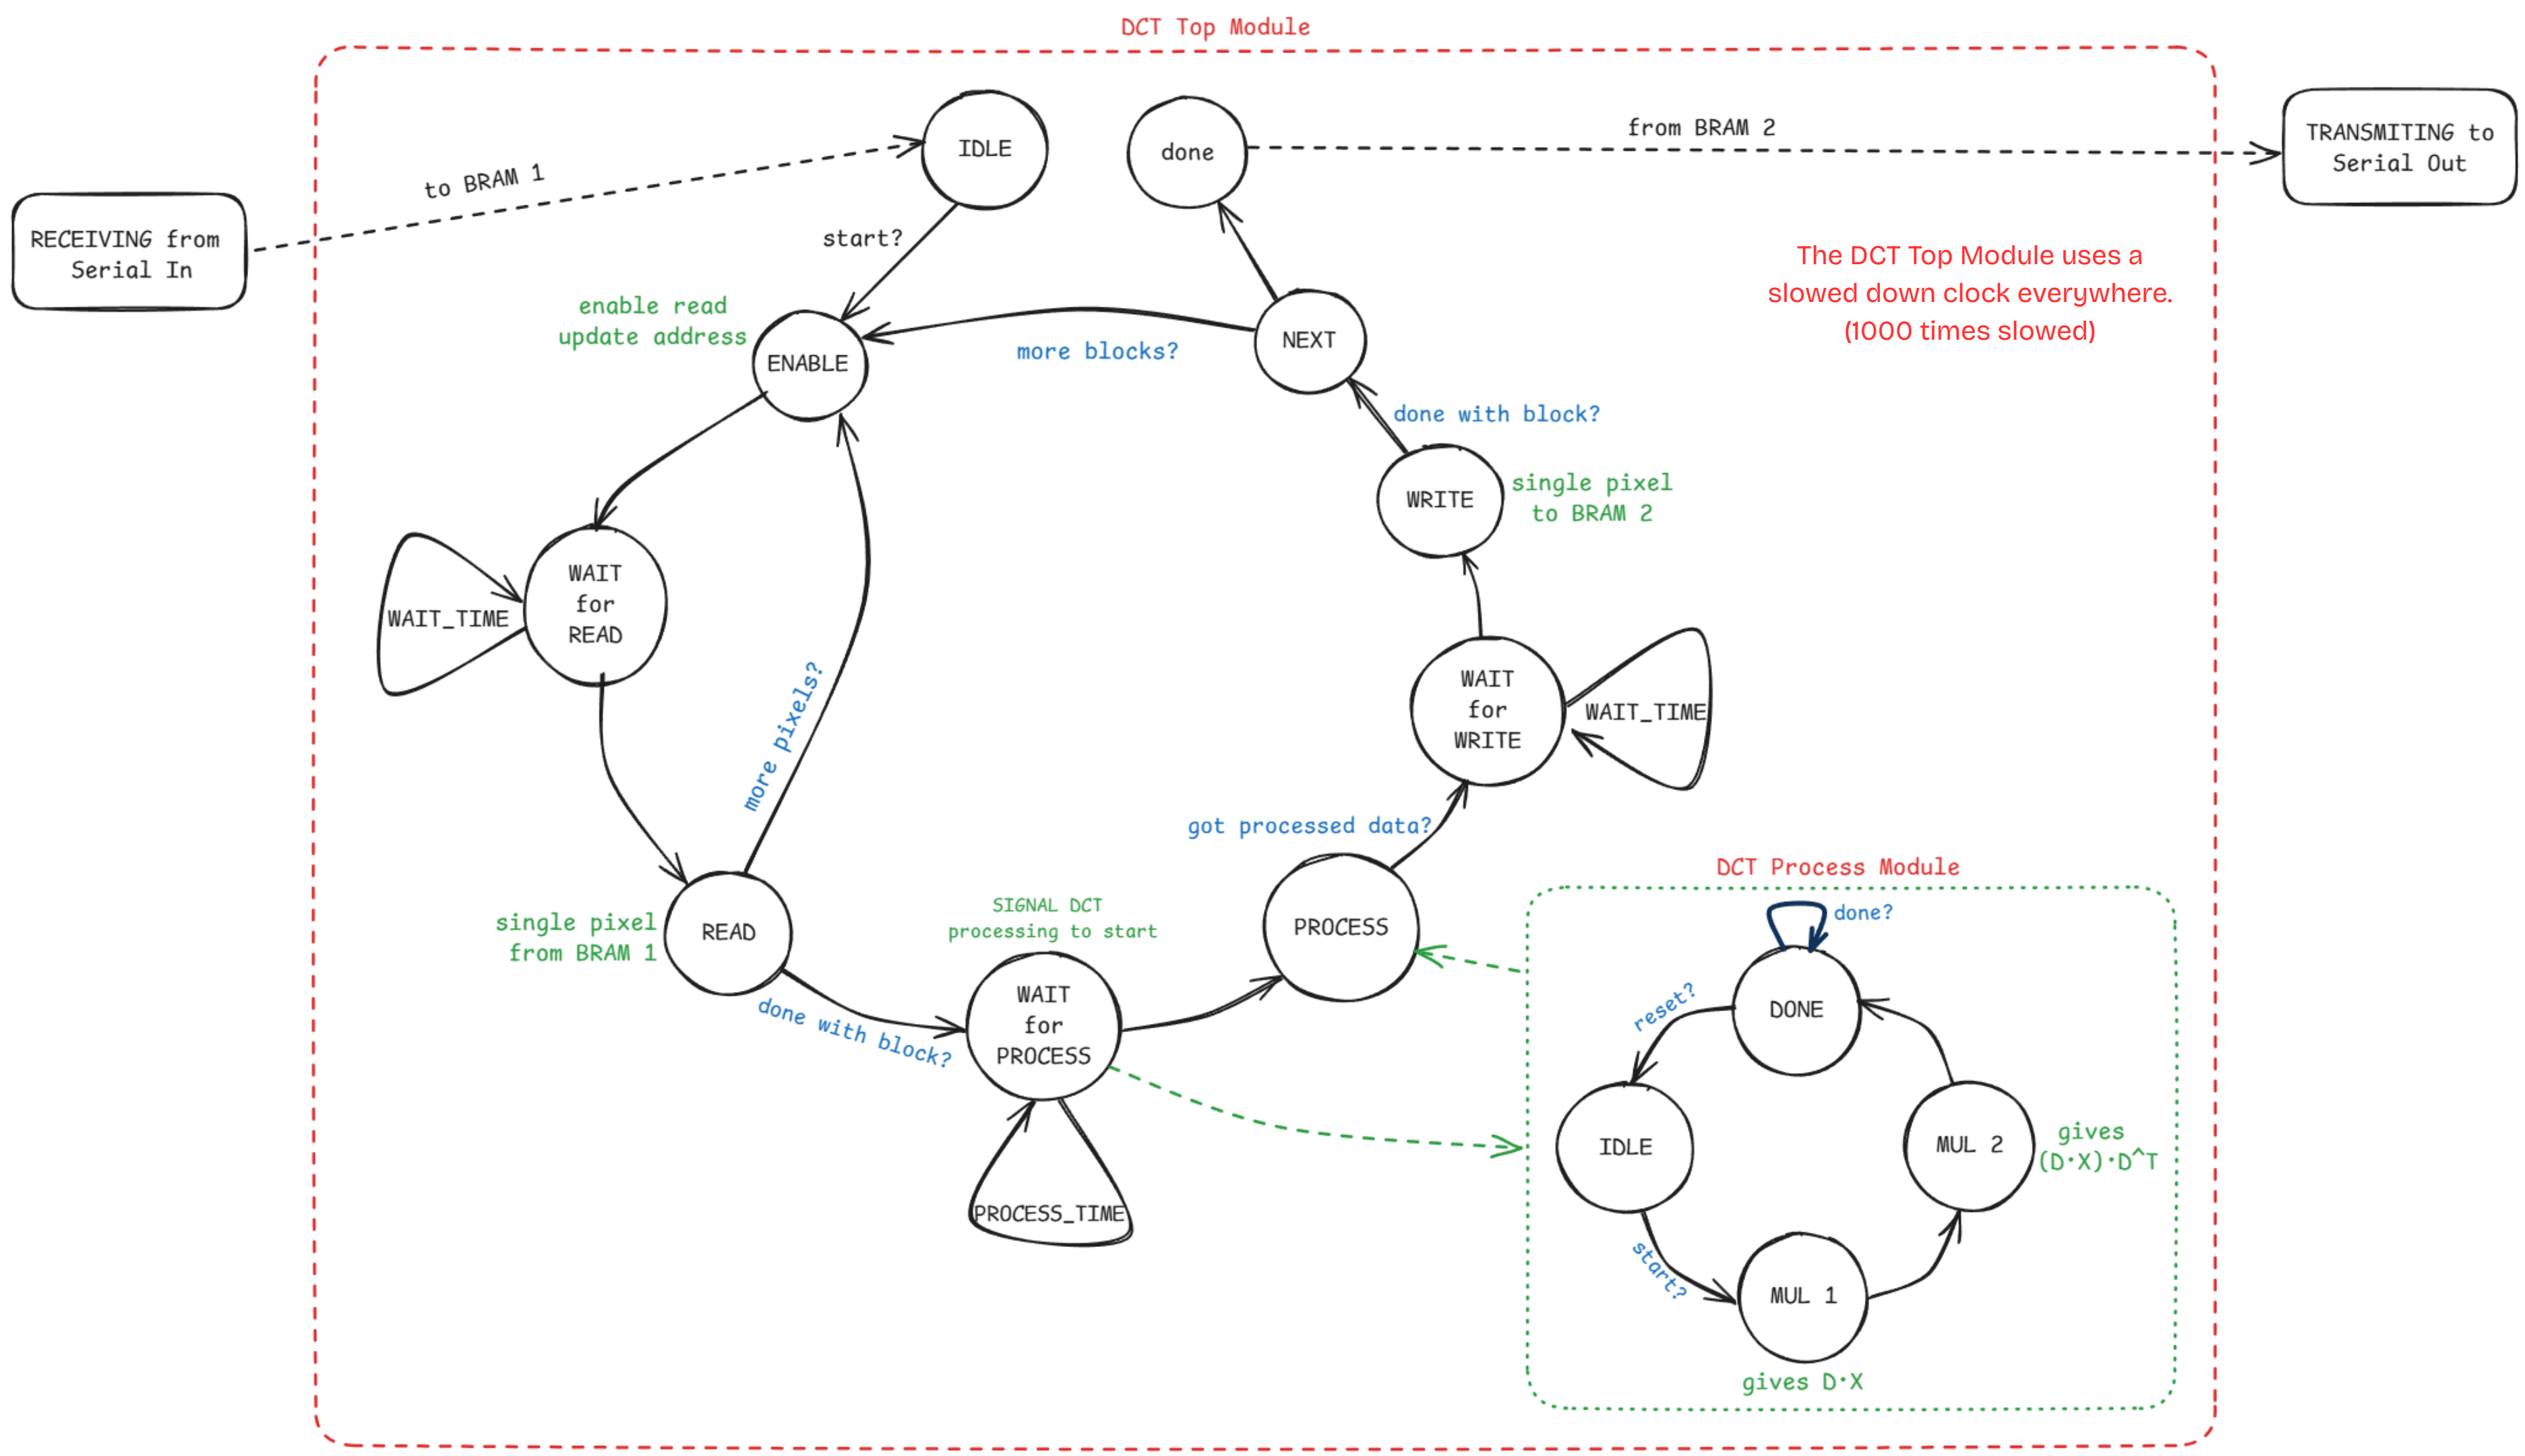 DCT Top Module
RECEIVING from
Serial In
to BRAM 1
IDLE
done
from BRAM 2
TRANSMITING to
Serial Out
The DCT Top Module uses a
slowed down clock everywhere.
(1000 times slowed)
start?
enable read
update address
ENABLE
more blocks?
NEXT
done with block?
WRITE
single pixel
to BRAM 2
WAIT
for
READ
WAIT_TIME
more pixels?
WAIT
for
WRITE
WAIT_TIME
got processed data?
READ
single pixel
from BRAM 1
done with block?
SIGNAL DCT
processing to start
WAIT
for
PROCESS
PROCESS_TIME
PROCESS
DCT Process Module
done?
DONE
reset?
IDLE
start?
MUL 1
gives D·X
MUL 2
gives
(D·X)·D^T